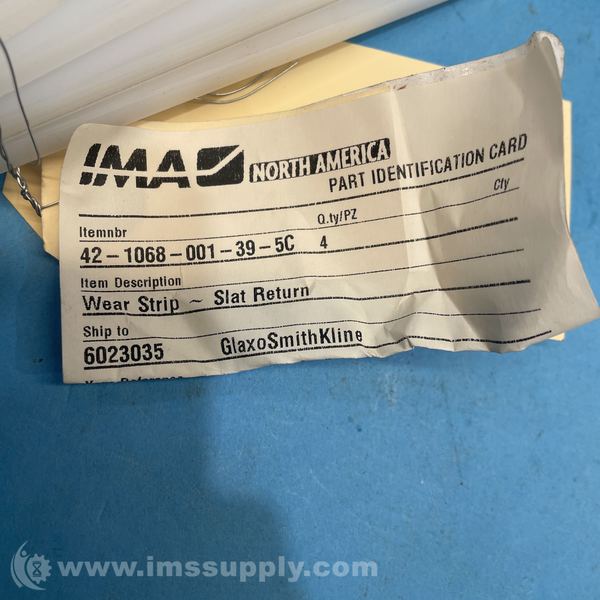 IMA NORTH AMERICA
PART IDENTIFICATION CARD
Itemnbr Q.ty/PZ Cty
42-1068-001-39-5C 4
Item Description
Wear Strip ~ Slat Return
Ship to
6023035 GlaxoSmithKline
www.imssupply.com